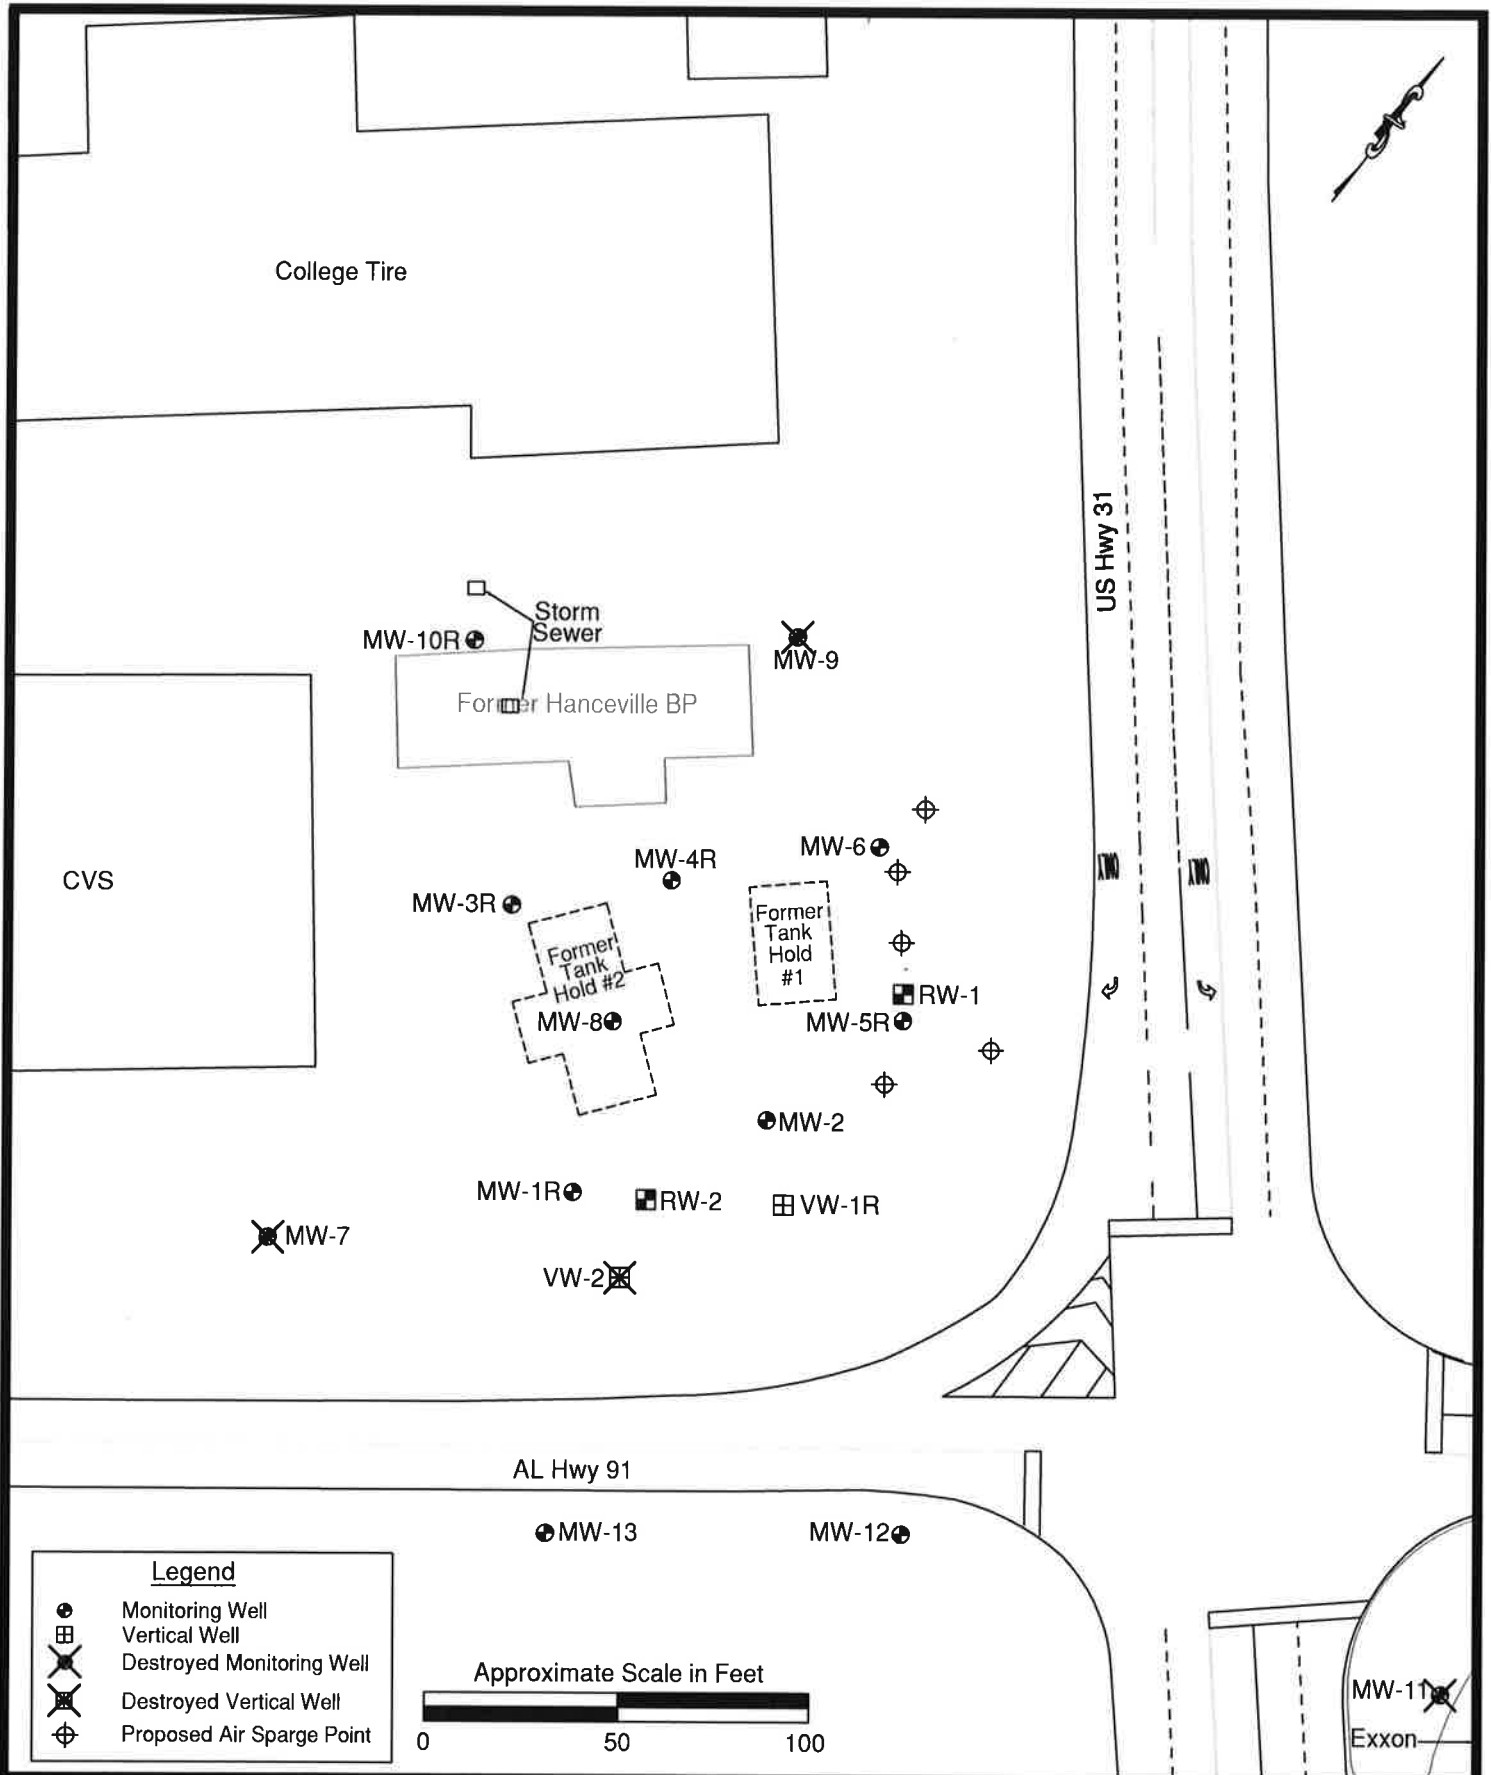 College Tire
US Hwy 31
Storm
Sewer
MW-10R
MW-9
Former Hanceville BP
CVS
MW-6
MW-4R
MW-3R
ONLY
ONLY
Former
Tank
Hold
#1
Former
Tank
Hold #2
RW-1
MW-8
MW-5R
MW-2
MW-1R
RW-2
VW-1R
MW-7
VW-2
AL Hwy 91
MW-13
MW-12
Legend
Monitoring Well
Vertical Well
Destroyed Monitoring Well
Destroyed Vertical Well
Proposed Air Sparge Point
Approximate Scale in Feet
0 50 100
MW-11
Exxon